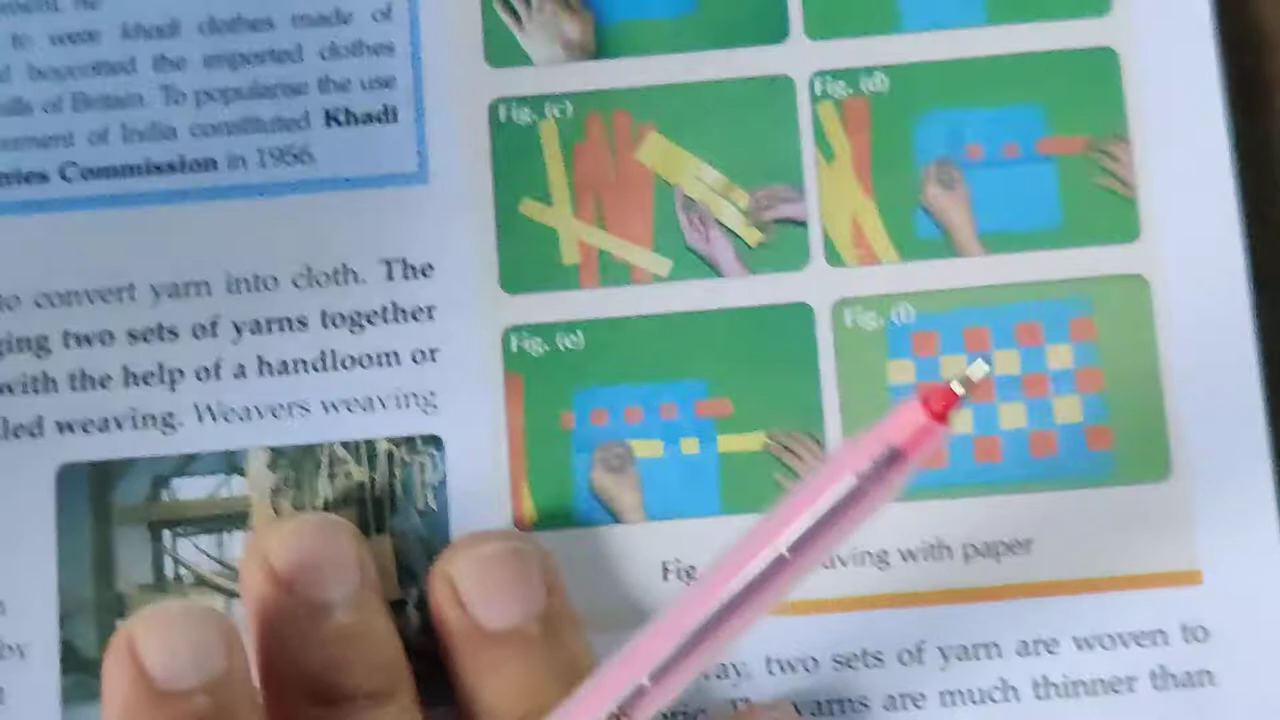 to wear khadi clothes made of
boycotted the imported clothes
of Britain. To popularise the use
of India constituted Khadi
Commission in 1956.
to convert yarn into cloth. The
two sets of yarns together
with the help of a handloom or
weaving. Weavers weaving
Fig. (c)
Fig. (d)
Fig. (e)
Fig. (f)
Fig
with paper
two sets of yarn are woven to
yarns are much thinner than